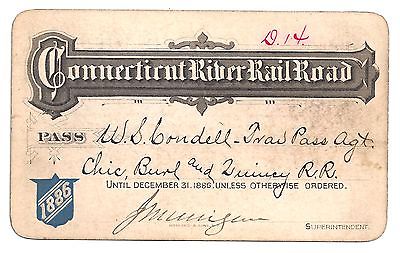 D. 14.
Connecticut River Rail Road
PASS W. S. Condell - Trav Pass Agt.
Chic, Burl and Quincy R.R.
UNTIL DECEMBER 31. 1886, UNLESS OTHERWISE ORDERED.
1886
SUPERINTENDENT.